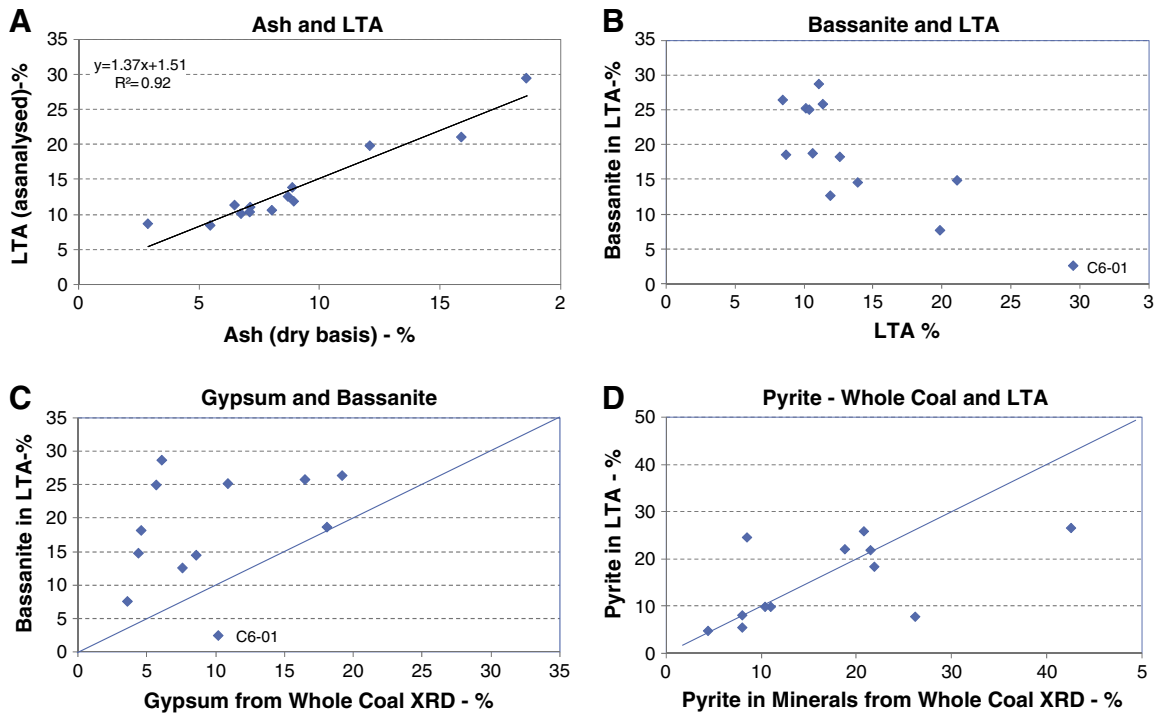 A
Ash and LTA
y=1.37x+1.51
R²=0.92
LTA (asanalysed)-%
35
30
25
20
15
10
5
0
0 5 10 15 2
Ash (dry basis) - %
B
Bassanite and LTA
Bassanite in LTA-%
35
30
25
20
15
10
5
0
C6-01
0 5 10 15 20 25 30 3
LTA %
C
Gypsum and Bassanite
Bassanite in LTA-%
35
30
25
20
15
10
5
0
C6-01
0 5 10 15 20 25 30 35
Gypsum from Whole Coal XRD - %
D
Pyrite - Whole Coal and LTA
Pyrite in LTA - %
50
40
30
20
10
0
0 10 20 30 40 5
Pyrite in Minerals from Whole Coal XRD - %